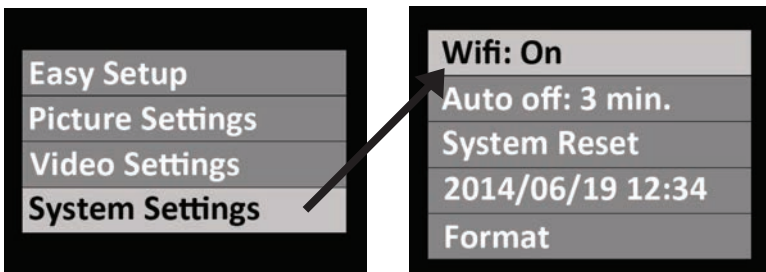 Easy Setup
Picture Settings
Video Settings
System Settings
Wifi: On
Auto off: 3 min.
System Reset
2014/06/19 12:34
Format